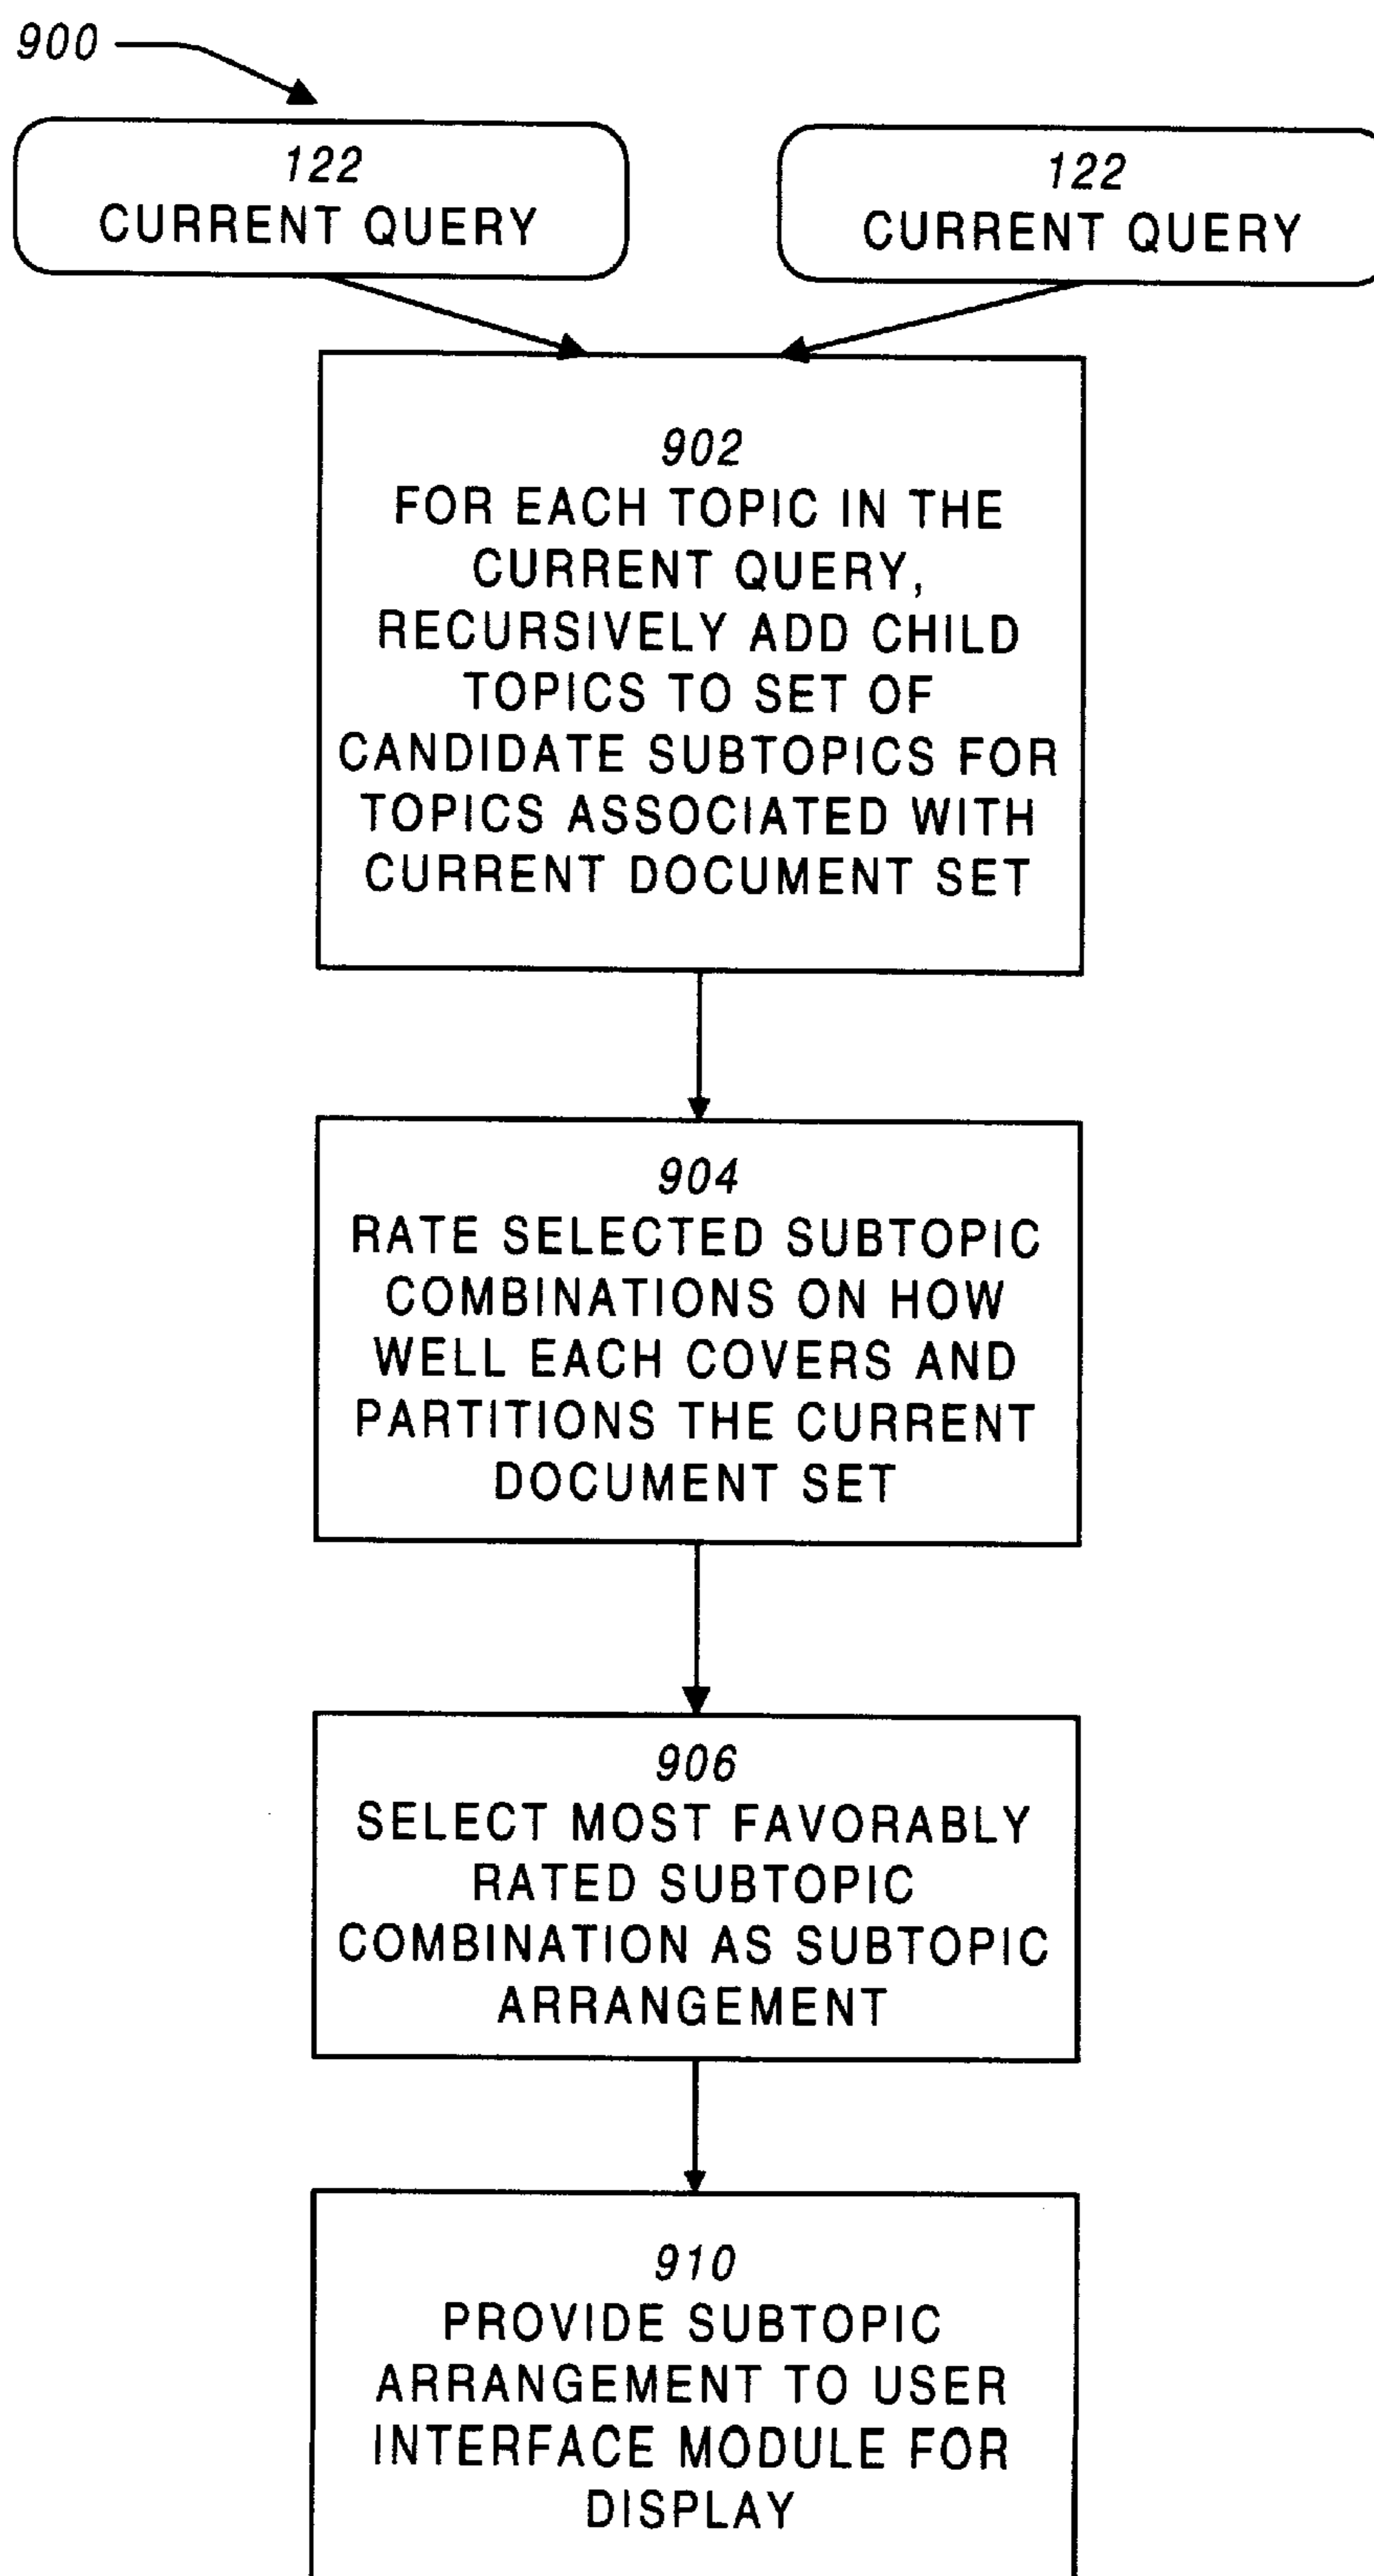 900
122
CURRENT QUERY
122
CURRENT QUERY
902
FOR EACH TOPIC IN THE
CURRENT QUERY,
RECURSIVELY ADD CHILD
TOPICS TO SET OF
CANDIDATE SUBTOPICS FOR
TOPICS ASSOCIATED WITH
CURRENT DOCUMENT SET
904
RATE SELECTED SUBTOPIC
COMBINATIONS ON HOW
WELL EACH COVERS AND
PARTITIONS THE CURRENT
DOCUMENT SET
906
SELECT MOST FAVORABLY
RATED SUBTOPIC
COMBINATION AS SUBTOPIC
ARRANGEMENT
910
PROVIDE SUBTOPIC
ARRANGEMENT TO USER
INTERFACE MODULE FOR
DISPLAY